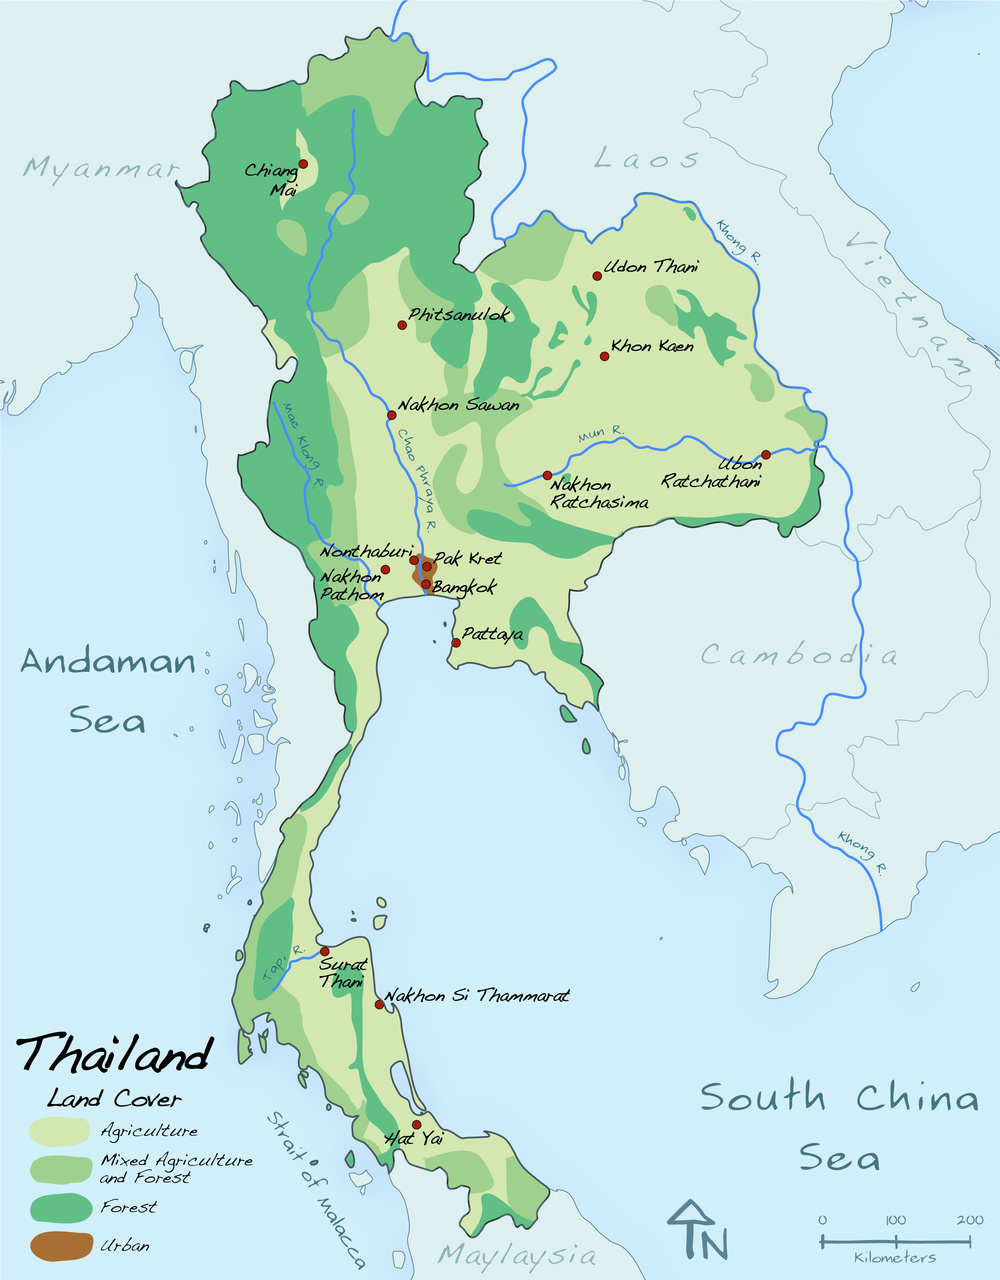 Myanmar
Laos
Vietnam
Chiang
Mai
Khong R.
Udon Thani
Phitsanulok
Khon Kaen
Nakhon Sawan
Mae Klong R.
Chao Phraya R.
Mun R.
Ubon
Ratchathani
Nakhon
Ratchasima
Nonthaburi
Pak Kret
Nakhon
Pathom
Bangkok
Pattaya
Cambodia
Andaman
Sea
Khong R.
Tapi R.
Surat
Thani
Nakhon Si Thammarat
Hat Yai
Strait of Malacca
South China
Sea
Maylaysia
Thailand
Land Cover
Agriculture
Mixed Agriculture
and Forest
Forest
Urban
N
0 100 200
Kilometers